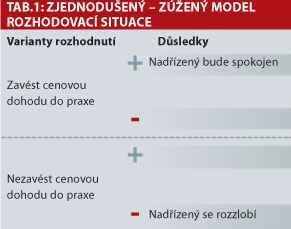 TAB.1: ZJEDNODUŠENÝ – ZÚŽENÝ MODEL
ROZHODOVACÍ SITUACE
Varianty rozhodnutí Důsledky
+ Nadřízený bude spokojen
Zavést cenovou
dohodu do praxe
-
+
Nezavést cenovou
dohodu do praxe
- Nadřízený se rozzlobí